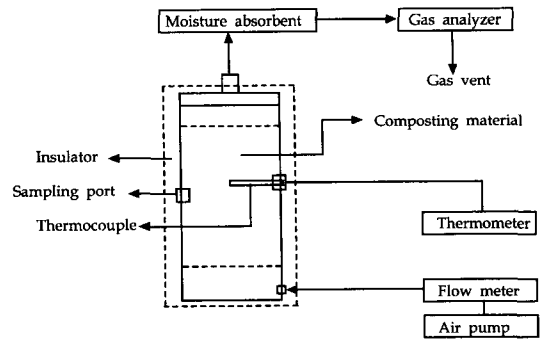 Moisture absorbent
Gas analyzer
Gas vent
Composting material
Insulator
Sampling port
Thermocouple
Thermometer
Flow meter
Air pump